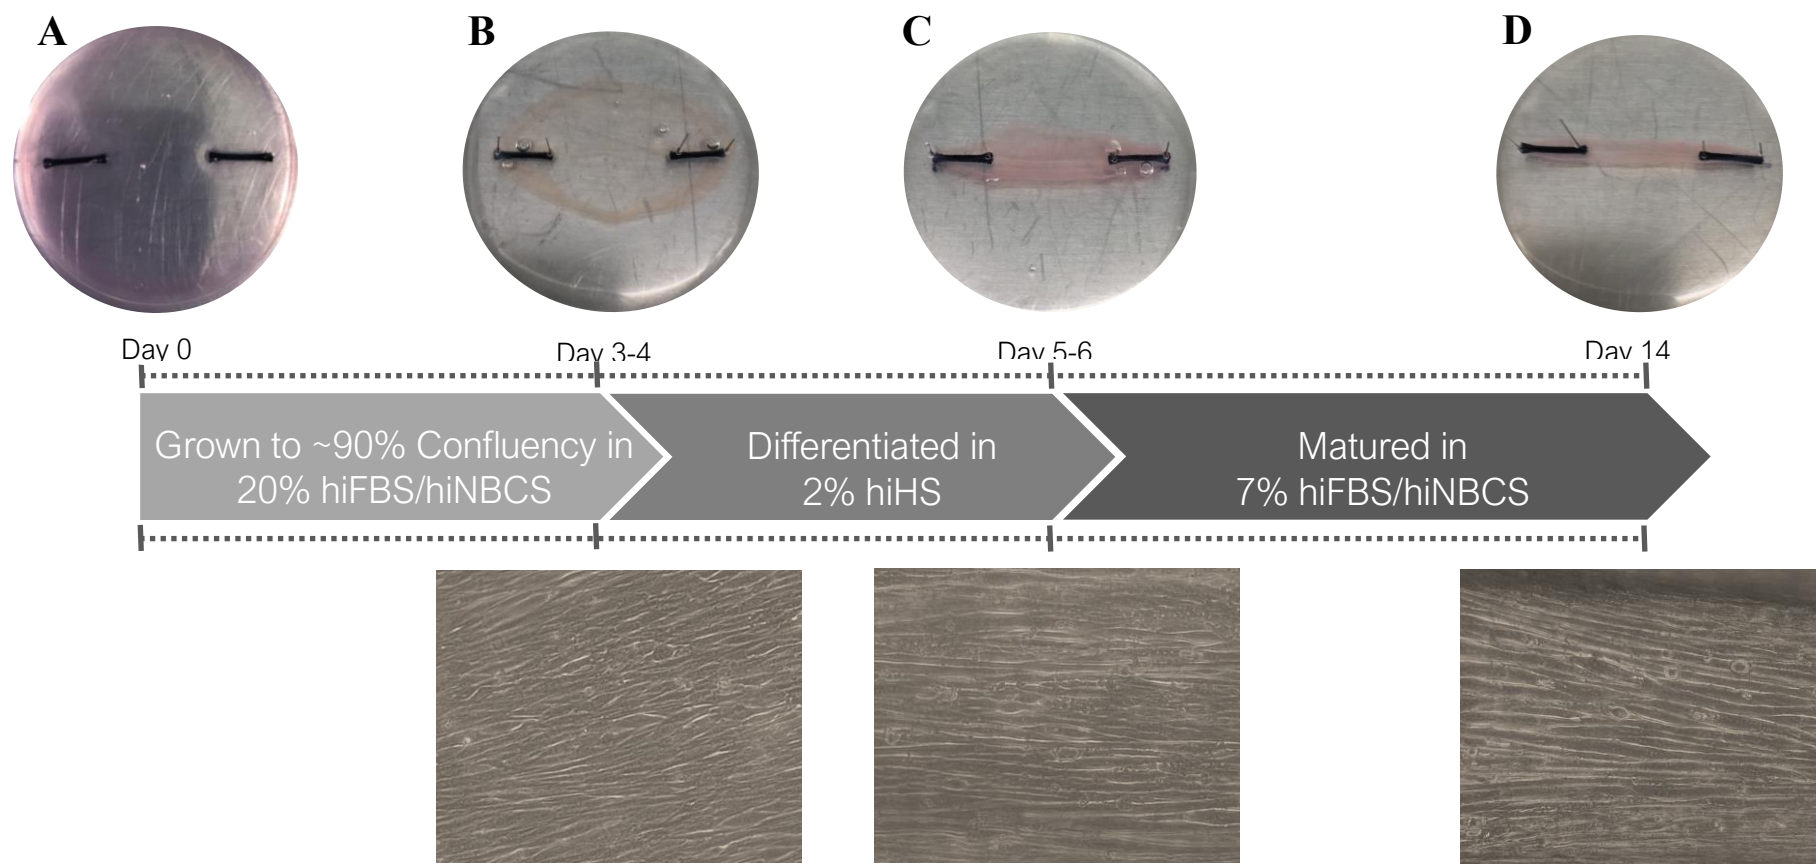 A
B
C
D
Day 0
Day 3-4
Day 5-6
Day 14
Grown to ~90% Confluency in
20% hiFBS/hiNBCS
Differentiated in
2% hiHS
Matured in
7% hiFBS/hiNBCS